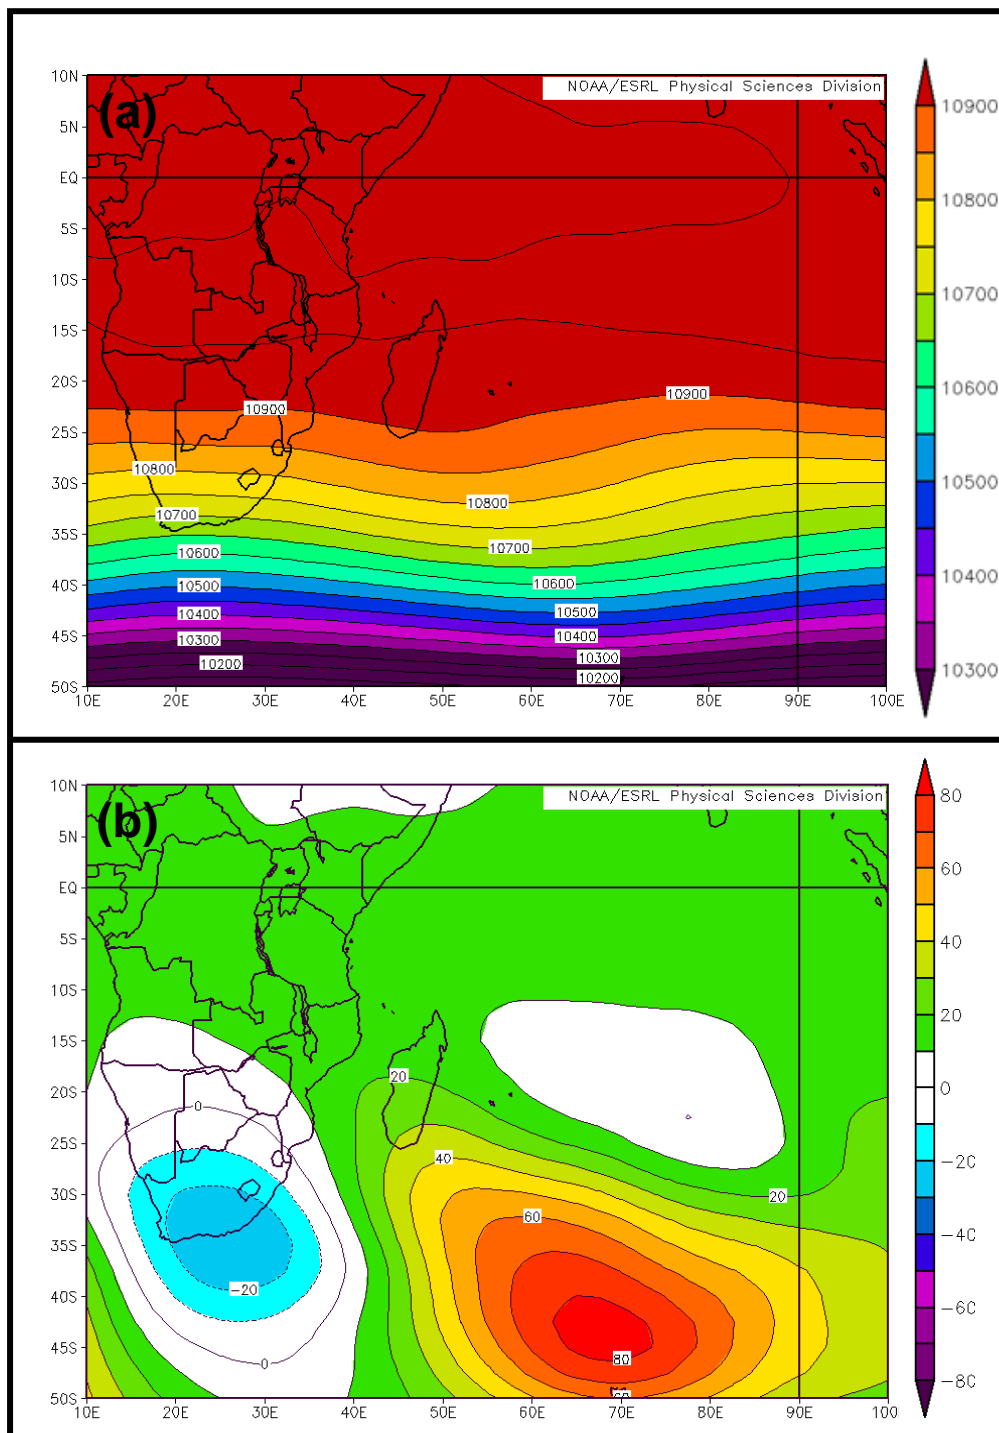 NOAA/ESRL Physical Sciences Division
(a)
10N
5N
EQ
5S
10S
15S
20S
25S
30S
35S
40S
45S
50S
10E 20E 30E 40E 50E 60E 70E 80E 90E 100E
10900
10900
10800
10800
10700
10700
10600
10600
10500
10500
10400
10400
10300
10300
10200
10200
10900
10800
10700
10600
10500
10400
10300
NOAA/ESRL Physical Sciences Division
(b)
10N
5N
EQ
5S
10S
15S
20S
25S
30S
35S
40S
45S
50S
10E 20E 30E 40E 50E 60E 70E 80E 90E 100
20
0
40
20
60
-20
0
80
80
60
40
20
0
-20
-40
-60
-80